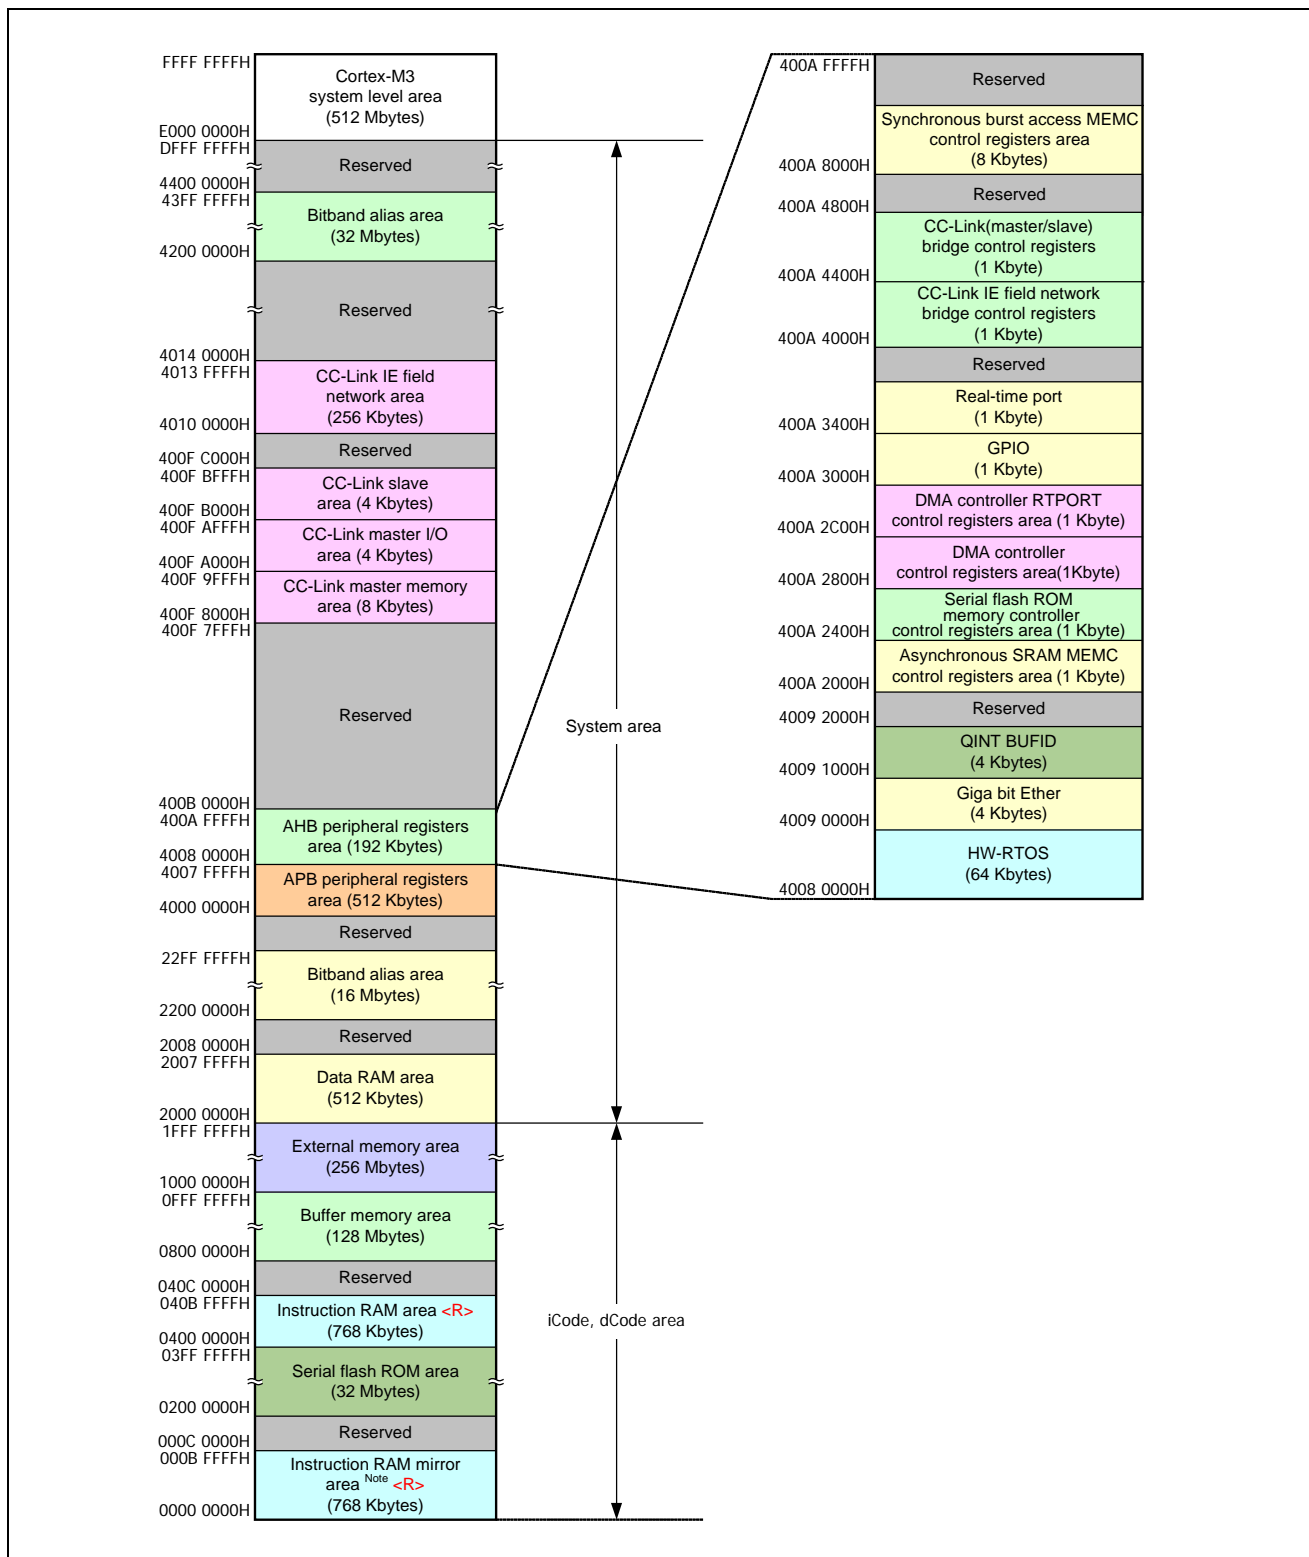 FFFF FFFFH
Cortex-M3
system level area
(512 Mbytes)
E000 0000H
DFFF FFFFH
Reserved
4400 0000H
43FF FFFFH
Bitband alias area
(32 Mbytes)
4200 0000H
Reserved
4014 0000H
4013 FFFFH
CC-Link IE field
network area
(256 Kbytes)
4010 0000H
Reserved
400F C000H
400F BFFFH
CC-Link slave
area (4 Kbytes)
400F B000H
400F AFFFH
CC-Link master I/O
area (4 Kbytes)
400F A000H
400F 9FFFH
CC-Link master memory
area (8 Kbytes)
400F 8000H
400F 7FFFH
Reserved
400B 0000H
400A FFFFH
AHB peripheral registers
area (192 Kbytes)
4008 0000H
4007 FFFFH
APB peripheral registers
area (512 Kbytes)
4000 0000H
Reserved
22FF FFFFH
Bitband alias area
(16 Mbytes)
2200 0000H
Reserved
2008 0000H
2007 FFFFH
Data RAM area
(512 Kbytes)
2000 0000H
1FFF FFFFH
External memory area
(256 Mbytes)
1000 0000H
0FFF FFFFH
Buffer memory area
(128 Mbytes)
0800 0000H
Reserved
040C 0000H
040B FFFFH
Instruction RAM area <R>
(768 Kbytes)
0400 0000H
03FF FFFFH
Serial flash ROM area
(32 Mbytes)
0200 0000H
Reserved
000C 0000H
000B FFFFH
Instruction RAM mirror
area Note <R>
(768 Kbytes)
0000 0000H
System area
iCode, dCode area
400A FFFFH
Reserved
Synchronous burst access MEMC
control registers area
(8 Kbytes)
400A 8000H
Reserved
400A 4800H
CC-Link(master/slave)
bridge control registers
(1 Kbyte)
400A 4400H
CC-Link IE field network
bridge control registers
(1 Kbyte)
400A 4000H
Reserved
Real-time port
(1 Kbyte)
400A 3400H
GPIO
(1 Kbyte)
400A 3000H
DMA controller RTPORT
control registers area (1 Kbyte)
400A 2C00H
DMA controller
control registers area(1Kbyte)
400A 2800H
Serial flash ROM
memory controller
control registers area (1 Kbyte)
400A 2400H
Asynchronous SRAM MEMC
control registers area (1 Kbyte)
400A 2000H
Reserved
4009 2000H
QINT BUFID
(4 Kbytes)
4009 1000H
Giga bit Ether
(4 Kbytes)
4009 0000H
HW-RTOS
(64 Kbytes)
4008 0000H